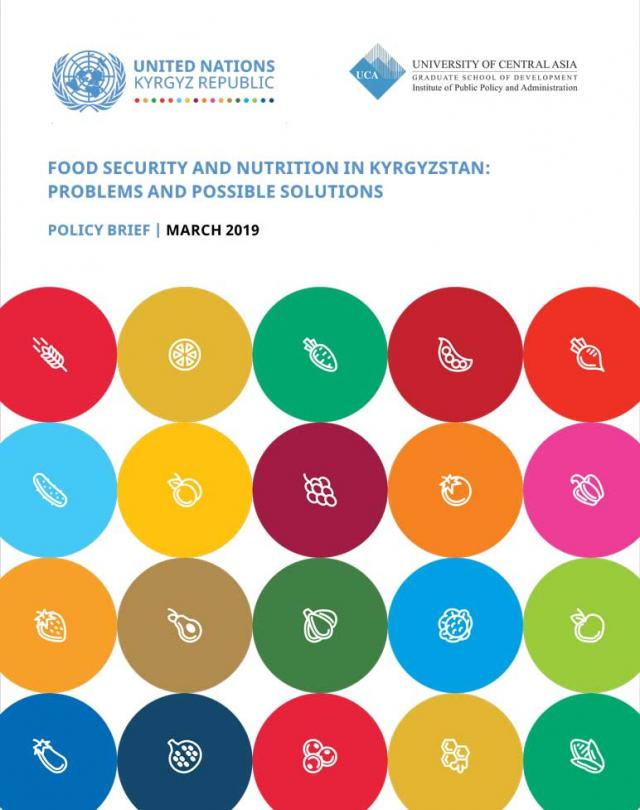 UNITED NATIONS
KYRGYZ REPUBLIC
UCA
UNIVERSITY OF CENTRAL ASIA
GRADUATE SCHOOL OF DEVELOPMENT
Institute of Public Policy and Administration
FOOD SECURITY AND NUTRITION IN KYRGYZSTAN:
PROBLEMS AND POSSIBLE SOLUTIONS
POLICY BRIEF | MARCH 2019